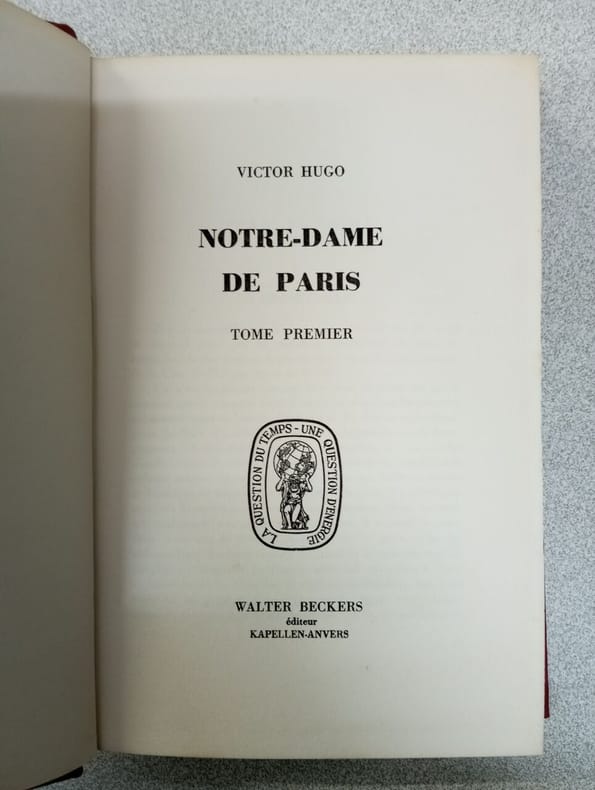 VICTOR HUGO
NOTRE-DAME
DE PARIS
TOME PREMIER
LA QUESTION DU TEMPS - UNE QUESTION D'ENERGIE
WALTER BECKERS
éditeur
KAPELLEN-ANVERS